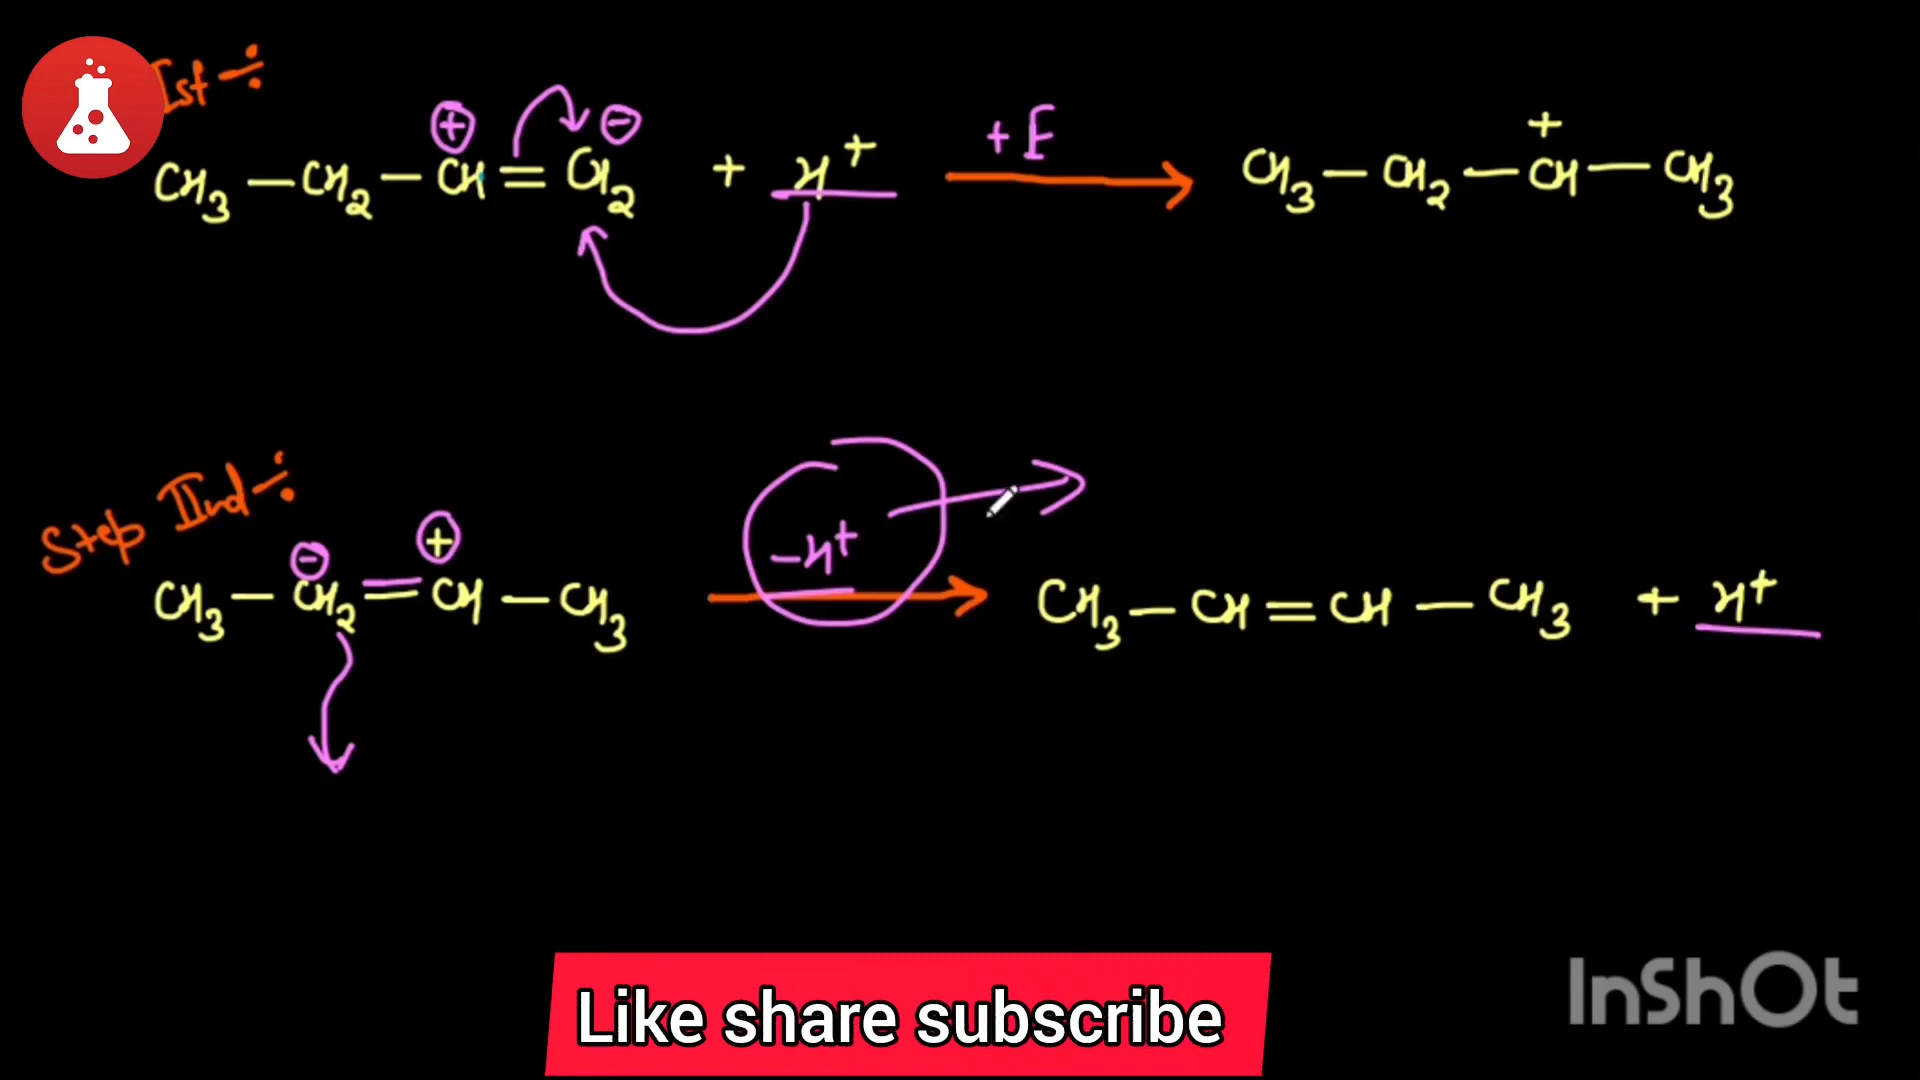 Ist ÷
⊕ ⊖
CH3 — CH2 — CH = CH2 + H+ +E → CH3 — CH2 — CH+ — CH3
Step IInd ÷
⊖ ⊕
CH3 — CH2 = CH — CH3 -H+ → CH3 — CH = CH — CH3 + H+
Like share subscribe
InShOt